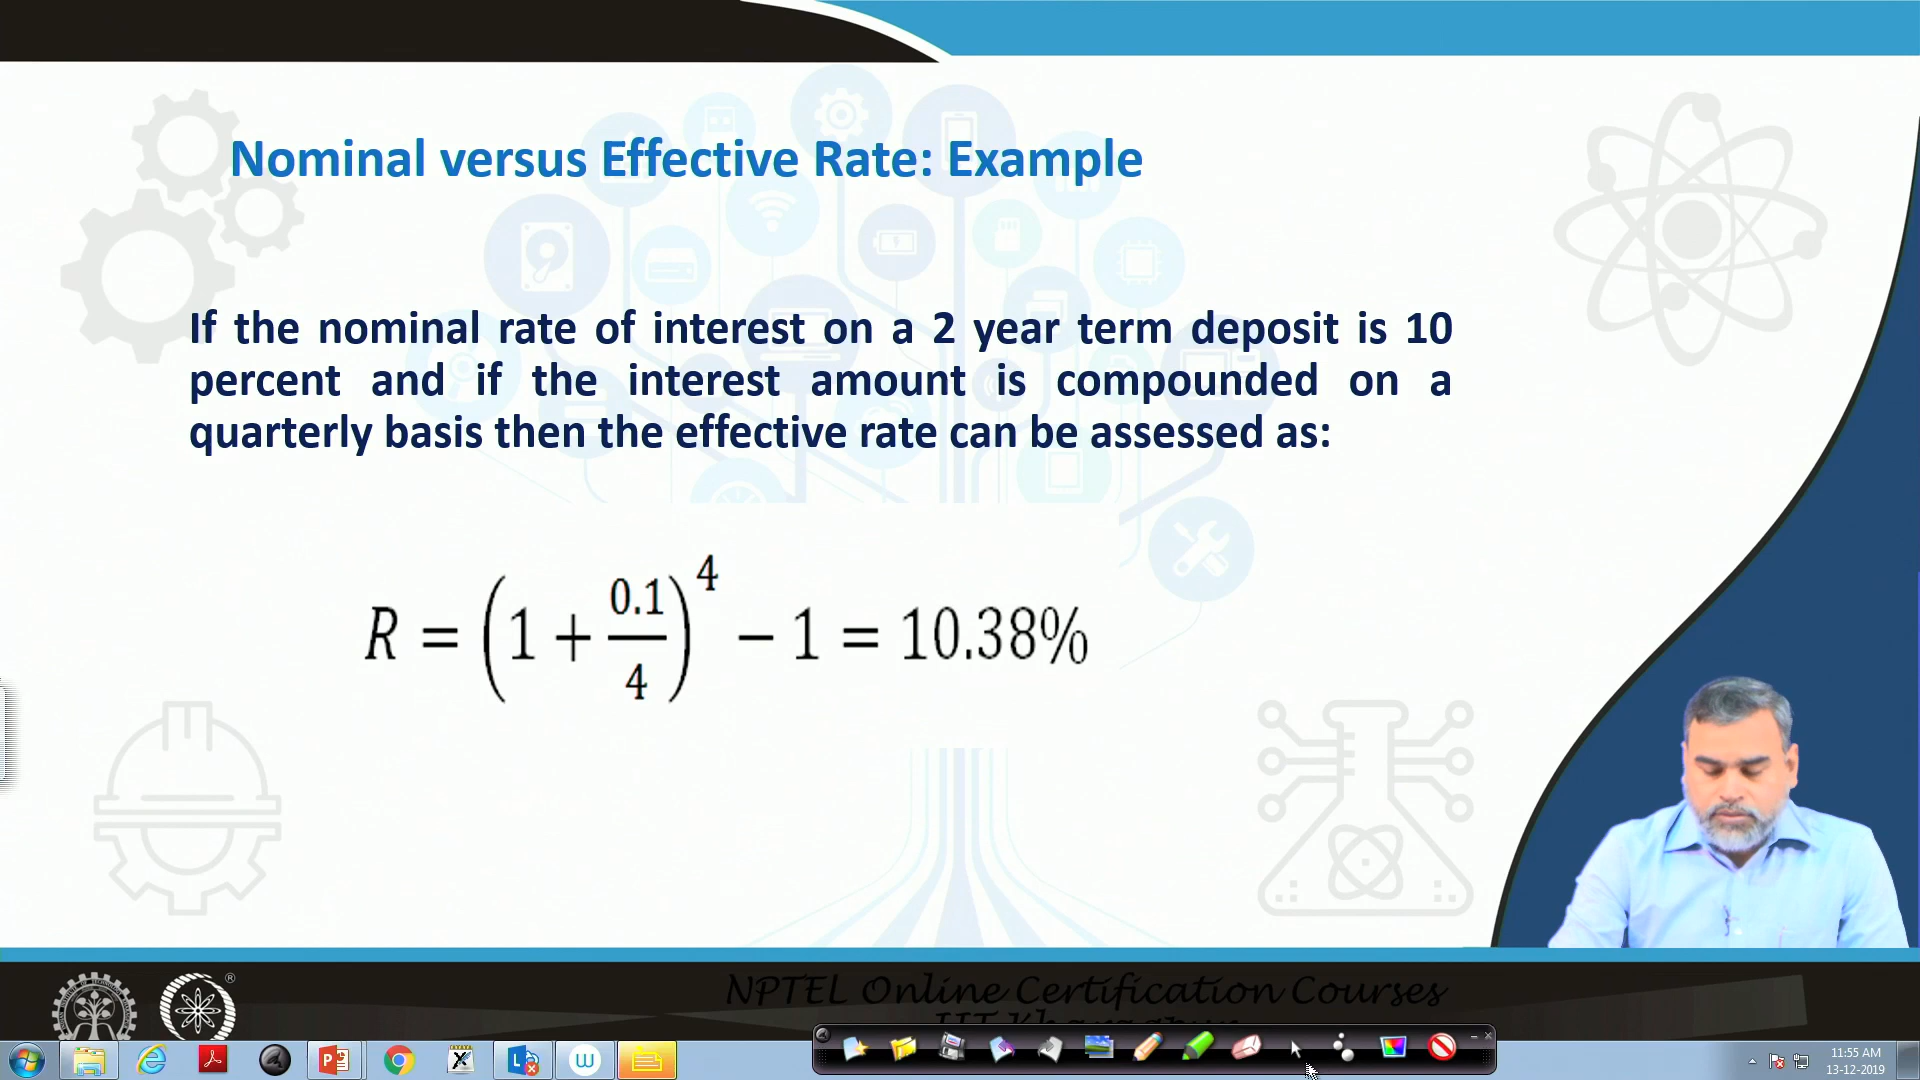 Nominal versus Effective Rate: Example
If the nominal rate of interest on a 2 year term deposit is 10
percent and if the interest amount is compounded on a
quarterly basis then the effective rate can be assessed as:
R = (1 + 0.1/4)^4 − 1 = 10.38%
®
NPTEL Online Certification Courses
11:55 AM
13-12-2019